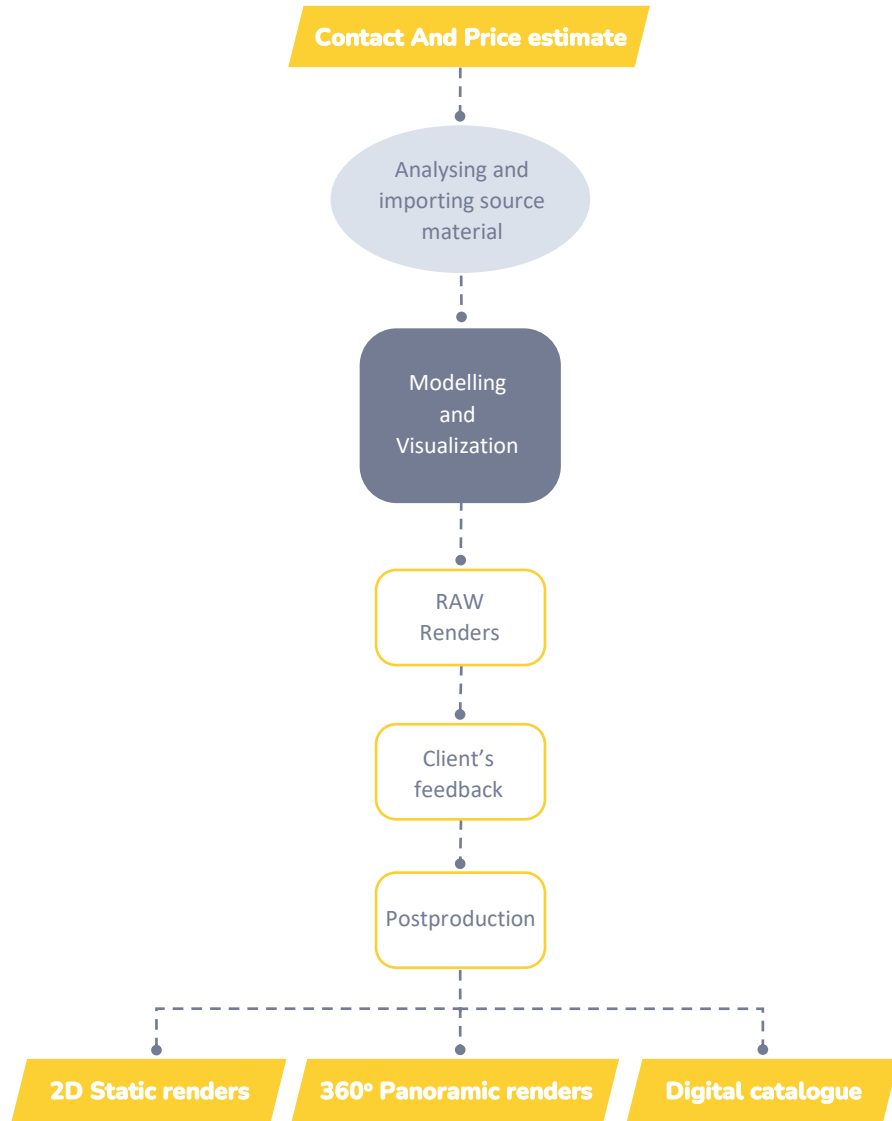 Contact And Price estimate
Analysing and
importing source
material
Modelling
and
Visualization
RAW
Renders
Client’s
feedback
Postproduction
2D Static renders
360° Panoramic renders
Digital catalogue